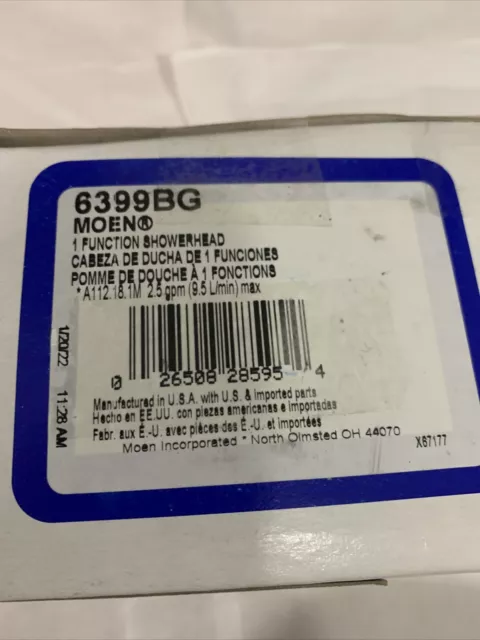 6399BG
MOEN®
1 FUNCTION SHOWERHEAD
CABEZA DE DUCHA DE 1 FUNCIONES
POMME DE DOUCHE À 1 FONCTIONS
* A112.18.1M 2.5 gpm (9.5 L/min) max
0 26508 28595 4
Manufactured in U.S.A. with U.S. & imported parts
Hecho en EE.UU. con piezas americanas e importadas
Fabr. aux É.-U. avec pièces des É.-U. et importées
Moen Incorporated * North Olmsted OH 44070
X67177
1/20/22 11:28 AM